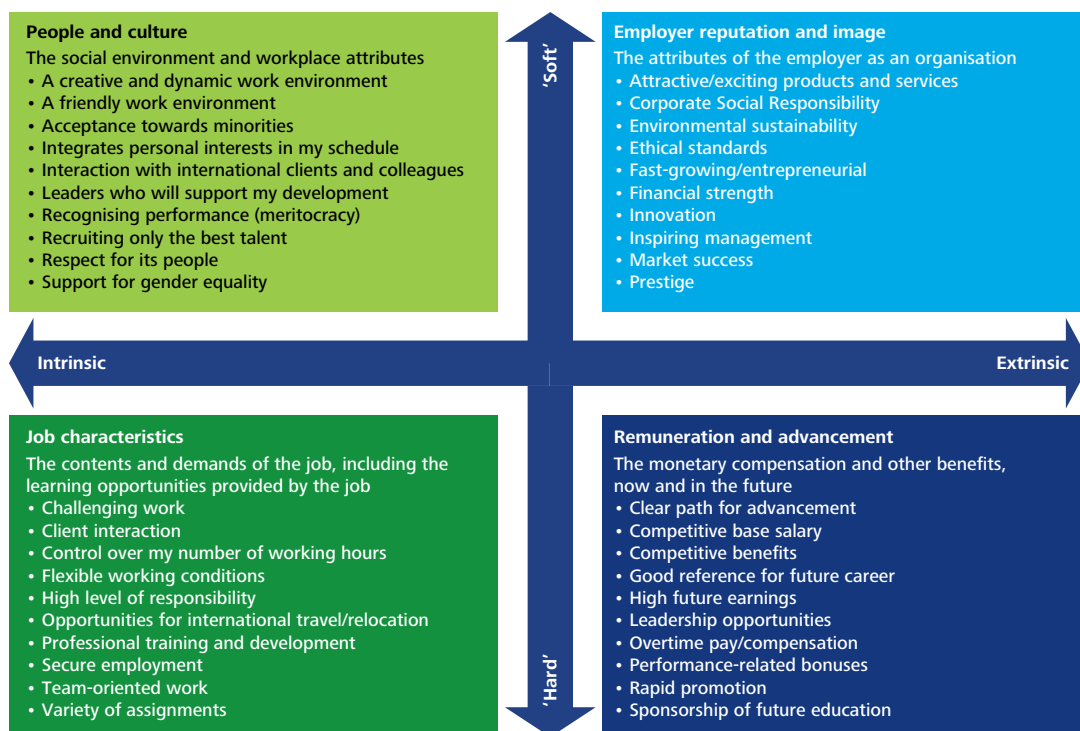 People and culture
The social environment and workplace attributes
• A creative and dynamic work environment
• A friendly work environment
• Acceptance towards minorities
• Integrates personal interests in my schedule
• Interaction with international clients and colleagues
• Leaders who will support my development
• Recognising performance (meritocracy)
• Recruiting only the best talent
• Respect for its people
• Support for gender equality
'Soft'
Employer reputation and image
The attributes of the employer as an organisation
• Attractive/exciting products and services
• Corporate Social Responsibility
• Environmental sustainability
• Ethical standards
• Fast-growing/entrepreneurial
• Financial strength
• Innovation
• Inspiring management
• Market success
• Prestige
Intrinsic
Extrinsic
Job characteristics
The contents and demands of the job, including the
learning opportunities provided by the job
• Challenging work
• Client interaction
• Control over my number of working hours
• Flexible working conditions
• High level of responsibility
• Opportunities for international travel/relocation
• Professional training and development
• Secure employment
• Team-oriented work
• Variety of assignments
'Hard'
Remuneration and advancement
The monetary compensation and other benefits,
now and in the future
• Clear path for advancement
• Competitive base salary
• Competitive benefits
• Good reference for future career
• High future earnings
• Leadership opportunities
• Overtime pay/compensation
• Performance-related bonuses
• Rapid promotion
• Sponsorship of future education